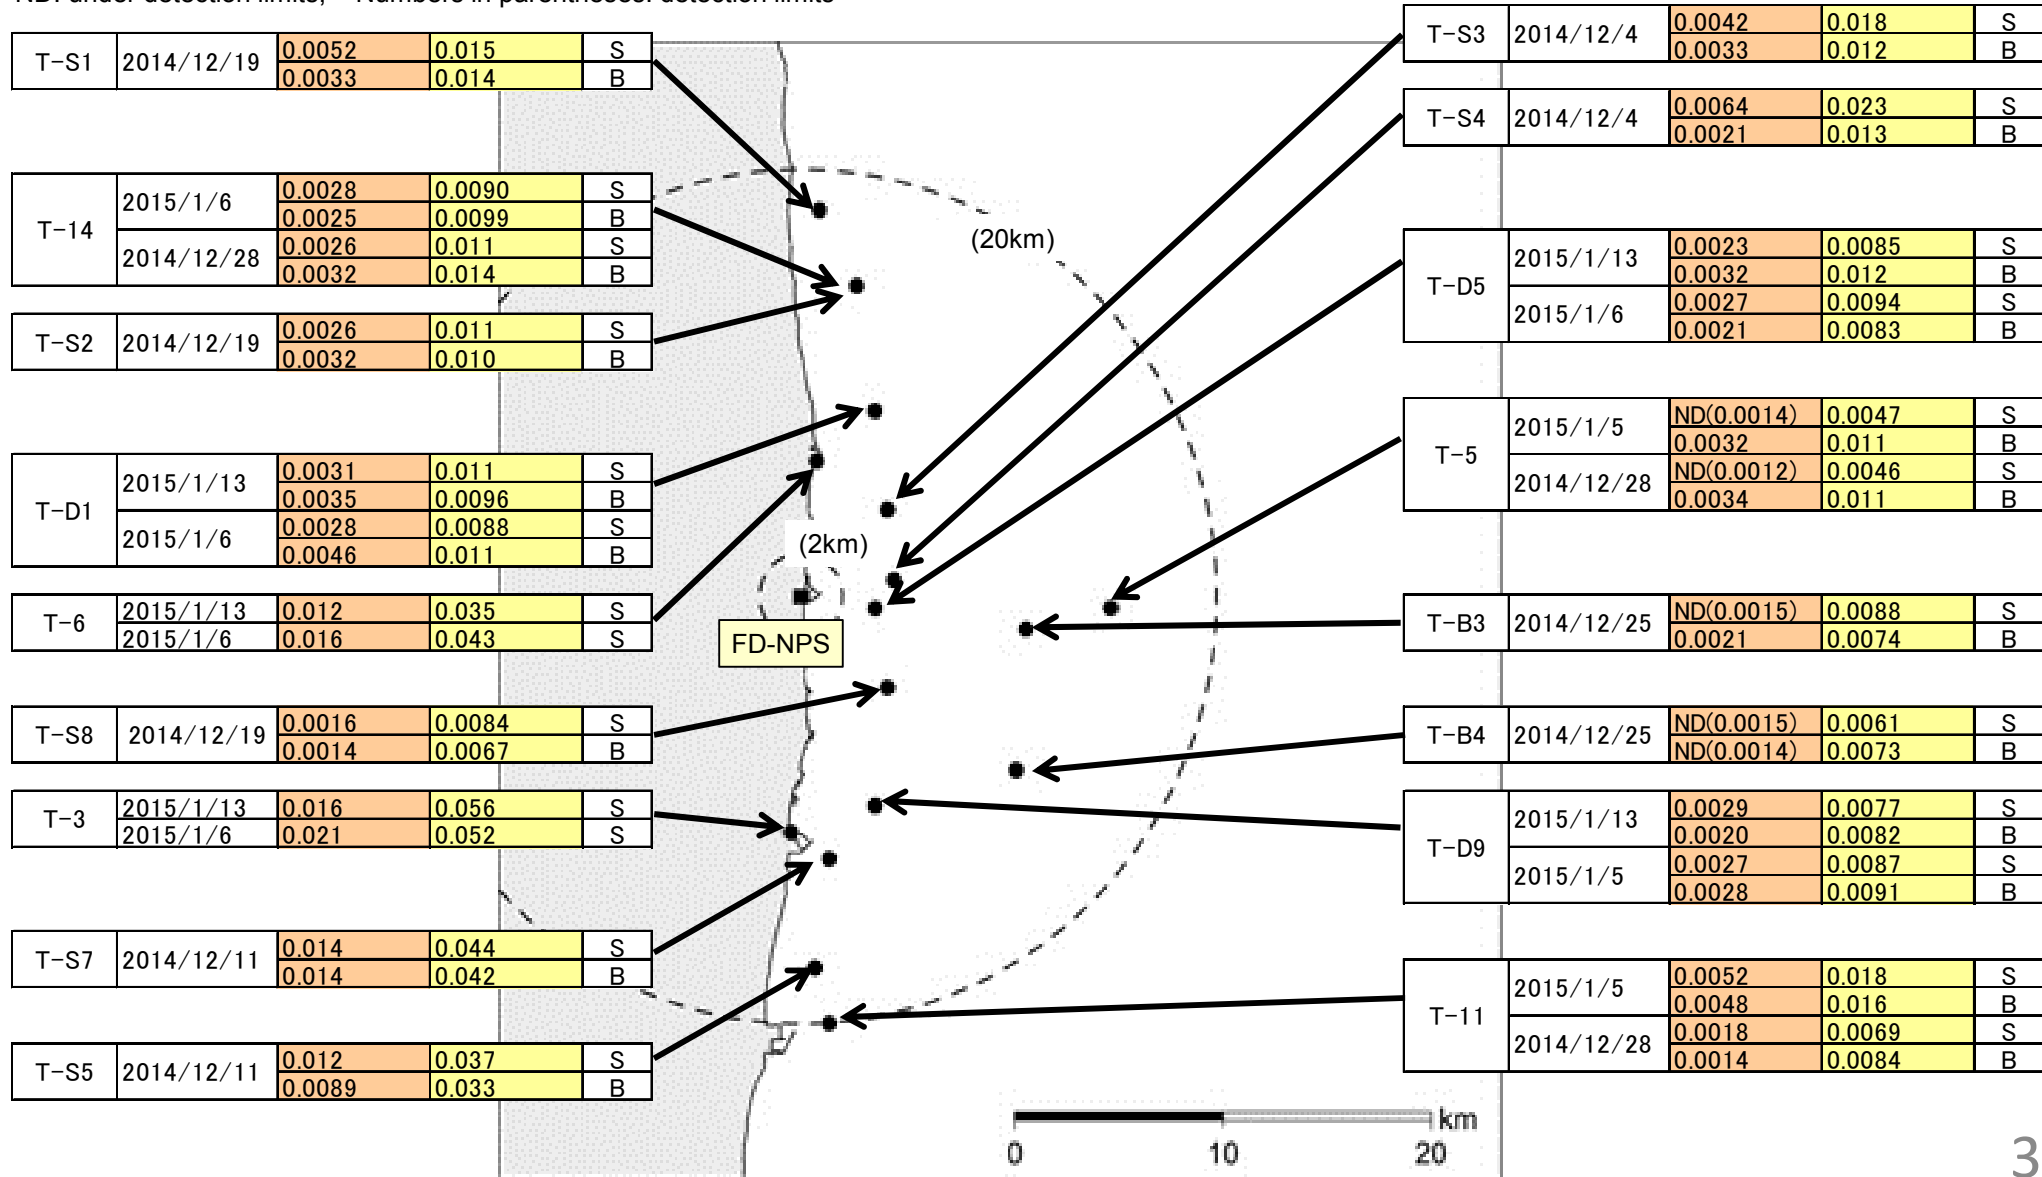 ND: under detection limits, Numbers in parentheses: detection limits
T-S1 2014/12/19 0.0052 0.015 S
0.0033 0.014 B
T-14 2015/1/6 0.0028 0.0090 S
0.0025 0.0099 B
2014/12/28 0.0026 0.011 S
0.0032 0.014 B
T-S2 2014/12/19 0.0026 0.011 S
0.0032 0.010 B
T-D1 2015/1/13 0.0031 0.011 S
0.0035 0.0096 B
2015/1/6 0.0028 0.0088 S
0.0046 0.011 B
T-6 2015/1/13 0.012 0.035 S
2015/1/6 0.016 0.043 S
T-S8 2014/12/19 0.0016 0.0084 S
0.0014 0.0067 B
T-3 2015/1/13 0.016 0.056 S
2015/1/6 0.021 0.052 S
T-S7 2014/12/11 0.014 0.044 S
0.014 0.042 B
T-S5 2014/12/11 0.012 0.037 S
0.0089 0.033 B
(20km)
(2km)
FD-NPS
T-S3 2014/12/4 0.0042 0.018 S
0.0033 0.012 B
T-S4 2014/12/4 0.0064 0.023 S
0.0021 0.013 B
T-D5 2015/1/13 0.0023 0.0085 S
0.0032 0.012 B
2015/1/6 0.0027 0.0094 S
0.0021 0.0083 B
T-5 2015/1/5 ND(0.0014) 0.0047 S
0.0032 0.011 B
2014/12/28 ND(0.0012) 0.0046 S
0.0034 0.011 B
T-B3 2014/12/25 ND(0.0015) 0.0088 S
0.0021 0.0074 B
T-B4 2014/12/25 ND(0.0015) 0.0061 S
ND(0.0014) 0.0073 B
T-D9 2015/1/13 0.0029 0.0077 S
0.0020 0.0082 B
2015/1/5 0.0027 0.0087 S
0.0028 0.0091 B
T-11 2015/1/5 0.0052 0.018 S
0.0048 0.016 B
2014/12/28 0.0018 0.0069 S
0.0014 0.0084 B
km
0 10 20
3